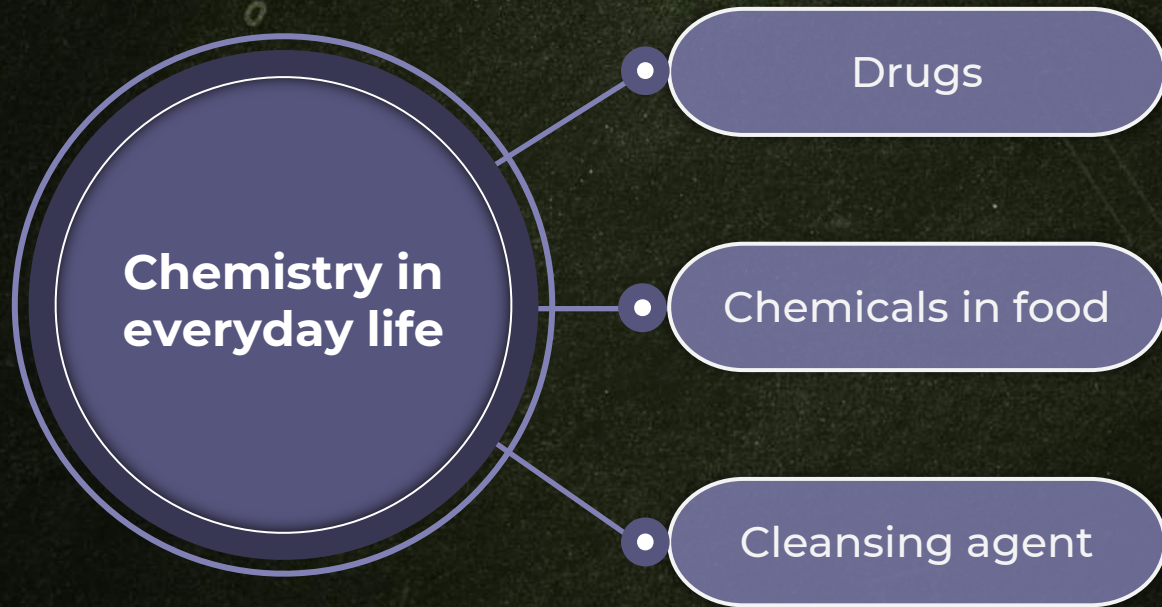 Chemistry in
everyday life
Drugs
Chemicals in food
Cleansing agent